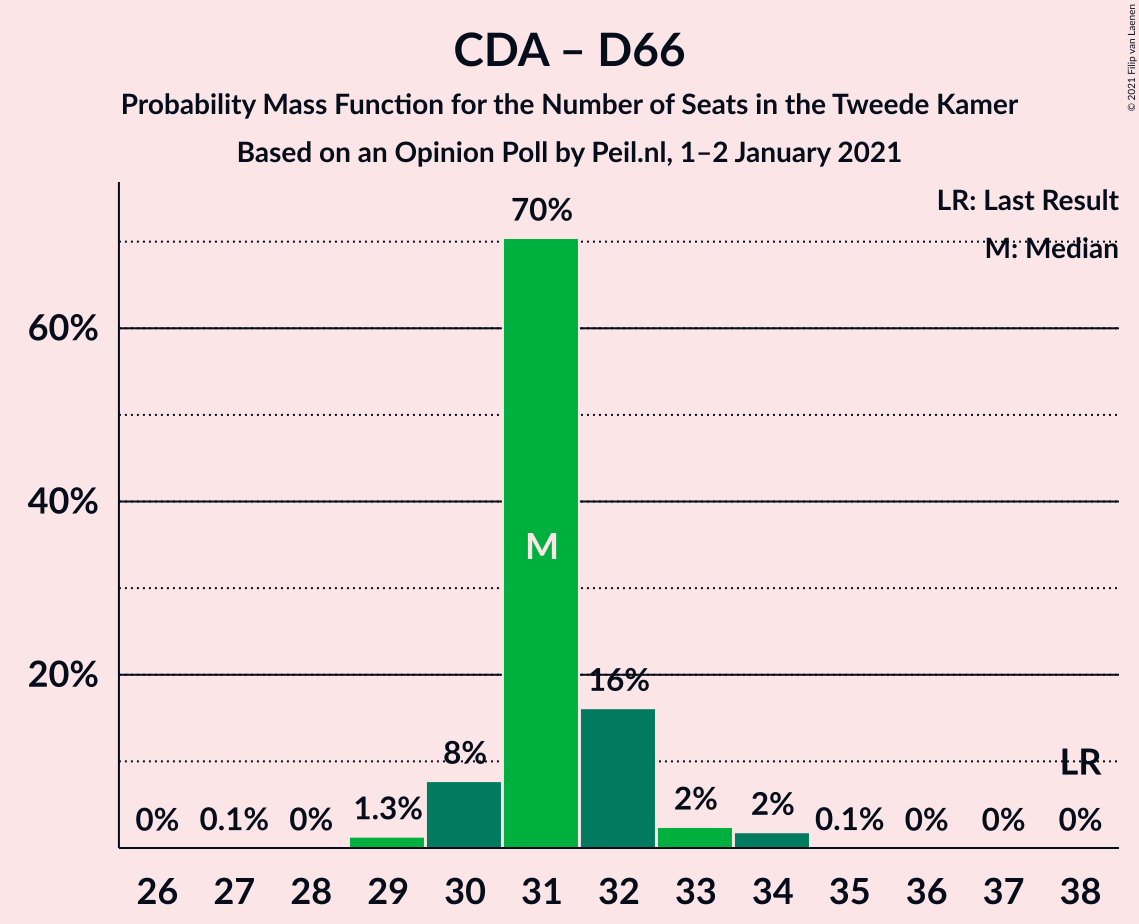 CDA – D66
Probability Mass Function for the Number of Seats in the Tweede Kamer
Based on an Opinion Poll by Peil.nl, 1–2 January 2021
© 2021 Filip van Laenen
LR: Last Result
M: Median
60%
40%
20%
0%
0.1%
0%
1.3%
8%
70%
M
16%
2%
2%
0.1%
0%
0%
LR
0%
26 27 28 29 30 31 32 33 34 35 36 37 38